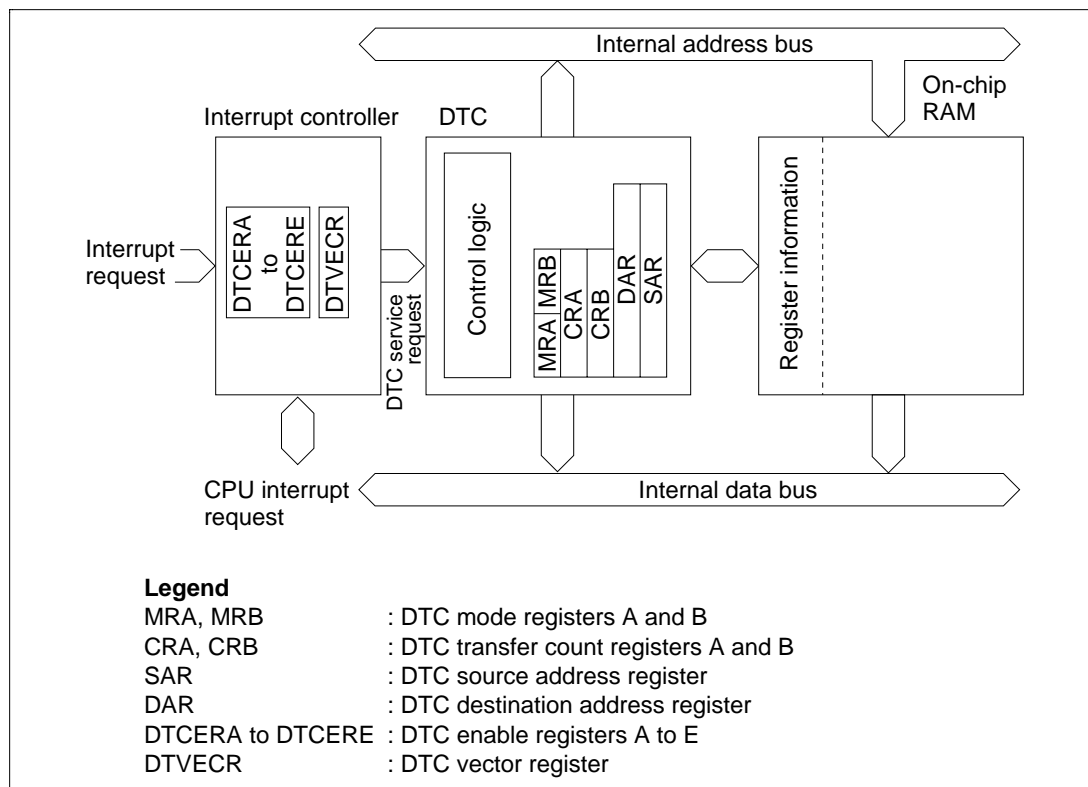 Internal address bus
On-chip
RAM
Interrupt controller
DTC
Interrupt
request
DTCERA
to
DTCERE
DTVECR
DTC service
request
Control logic
MRA
MRB
CRA
CRB
DAR
SAR
Register information
CPU interrupt
request
Internal data bus
Legend
MRA, MRB : DTC mode registers A and B
CRA, CRB : DTC transfer count registers A and B
SAR : DTC source address register
DAR : DTC destination address register
DTCERA to DTCERE : DTC enable registers A to E
DTVECR : DTC vector register